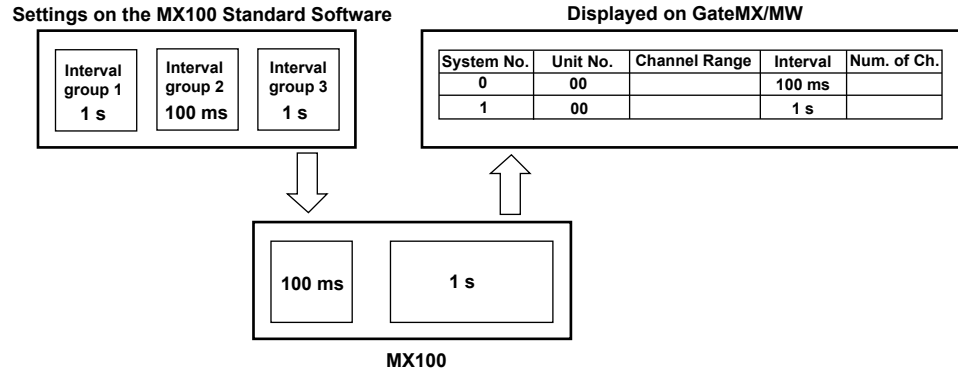 Settings on the MX100 Standard Software
Interval
group 1
1 s
Interval
group 2
100 ms
Interval
group 3
1 s
Displayed on GateMX/MW
System No. Unit No. Channel Range Interval Num. of Ch.
0 00 100 ms
1 00 1 s
100 ms
1 s
MX100